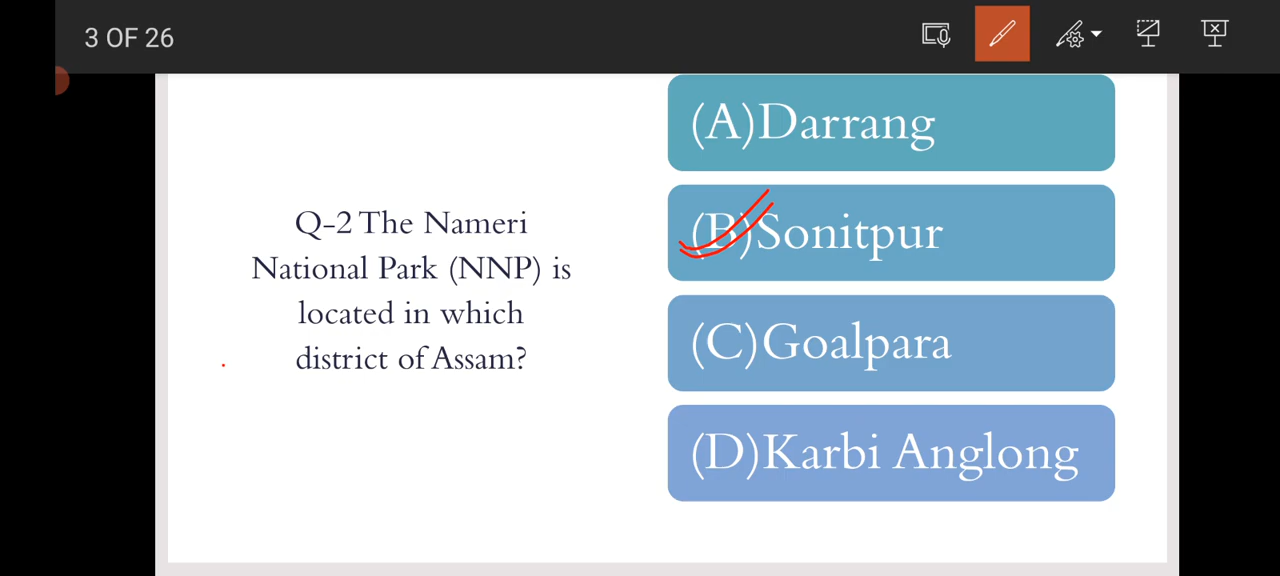 3 OF 26
(A)Darrang
Q-2 The Nameri
National Park (NNP) is
located in which
district of Assam?
(B)Sonitpur
(C)Goalpara
(D)Karbi Anglong